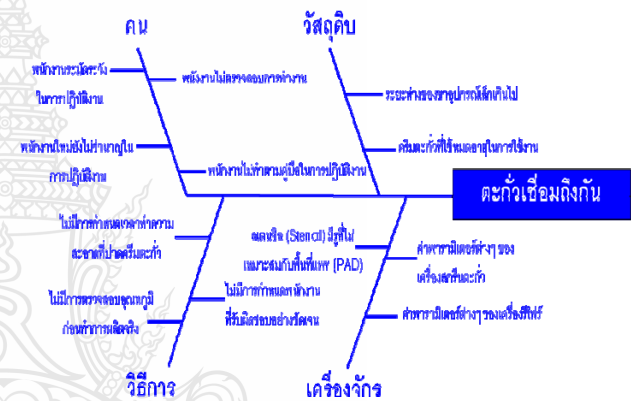 คน
วัสดุดิบ
พนักงานระมัดระวัง
ในการปฏิบัติงาน
พนักงานไม่ตรวจสอบการทำงาน
ระยะห่างของขาอุปกรณ์เล็กเกินไป
พนักงานใหม่ยังไม่ชำนาญใน
การปฏิบัติงาน
ครีมตะกั่วที่ใช้หมดอายุในการใช้งาน
พนักงานไม่ทำตามคู่มือในการปฏิบัติงาน
ตะกั่วเชื่อมถึงกัน
ไม่มีการกำหนดเวลาทำความ
สะอาดที่ปาดครีมตะกั่ว
(Stencil) มีรูที่ไม่
เหมาะสมกับพื้นที่แพด (PAD)
ค่าพารามิเตอร์ต่างๆ ของ
เครื่องสกรีนตะกั่ว
ไม่มีการตรวจสอบอุณหภูมิ
ก่อนทำการผลิตจริง
ไม่มีการกำหนดพนักงาน
ที่รับผิดชอบอย่างชัดเจน
ค่าพารามิเตอร์ต่างๆ ของเครื่องรีโฟร์
วิธีการ
เครื่องจักร